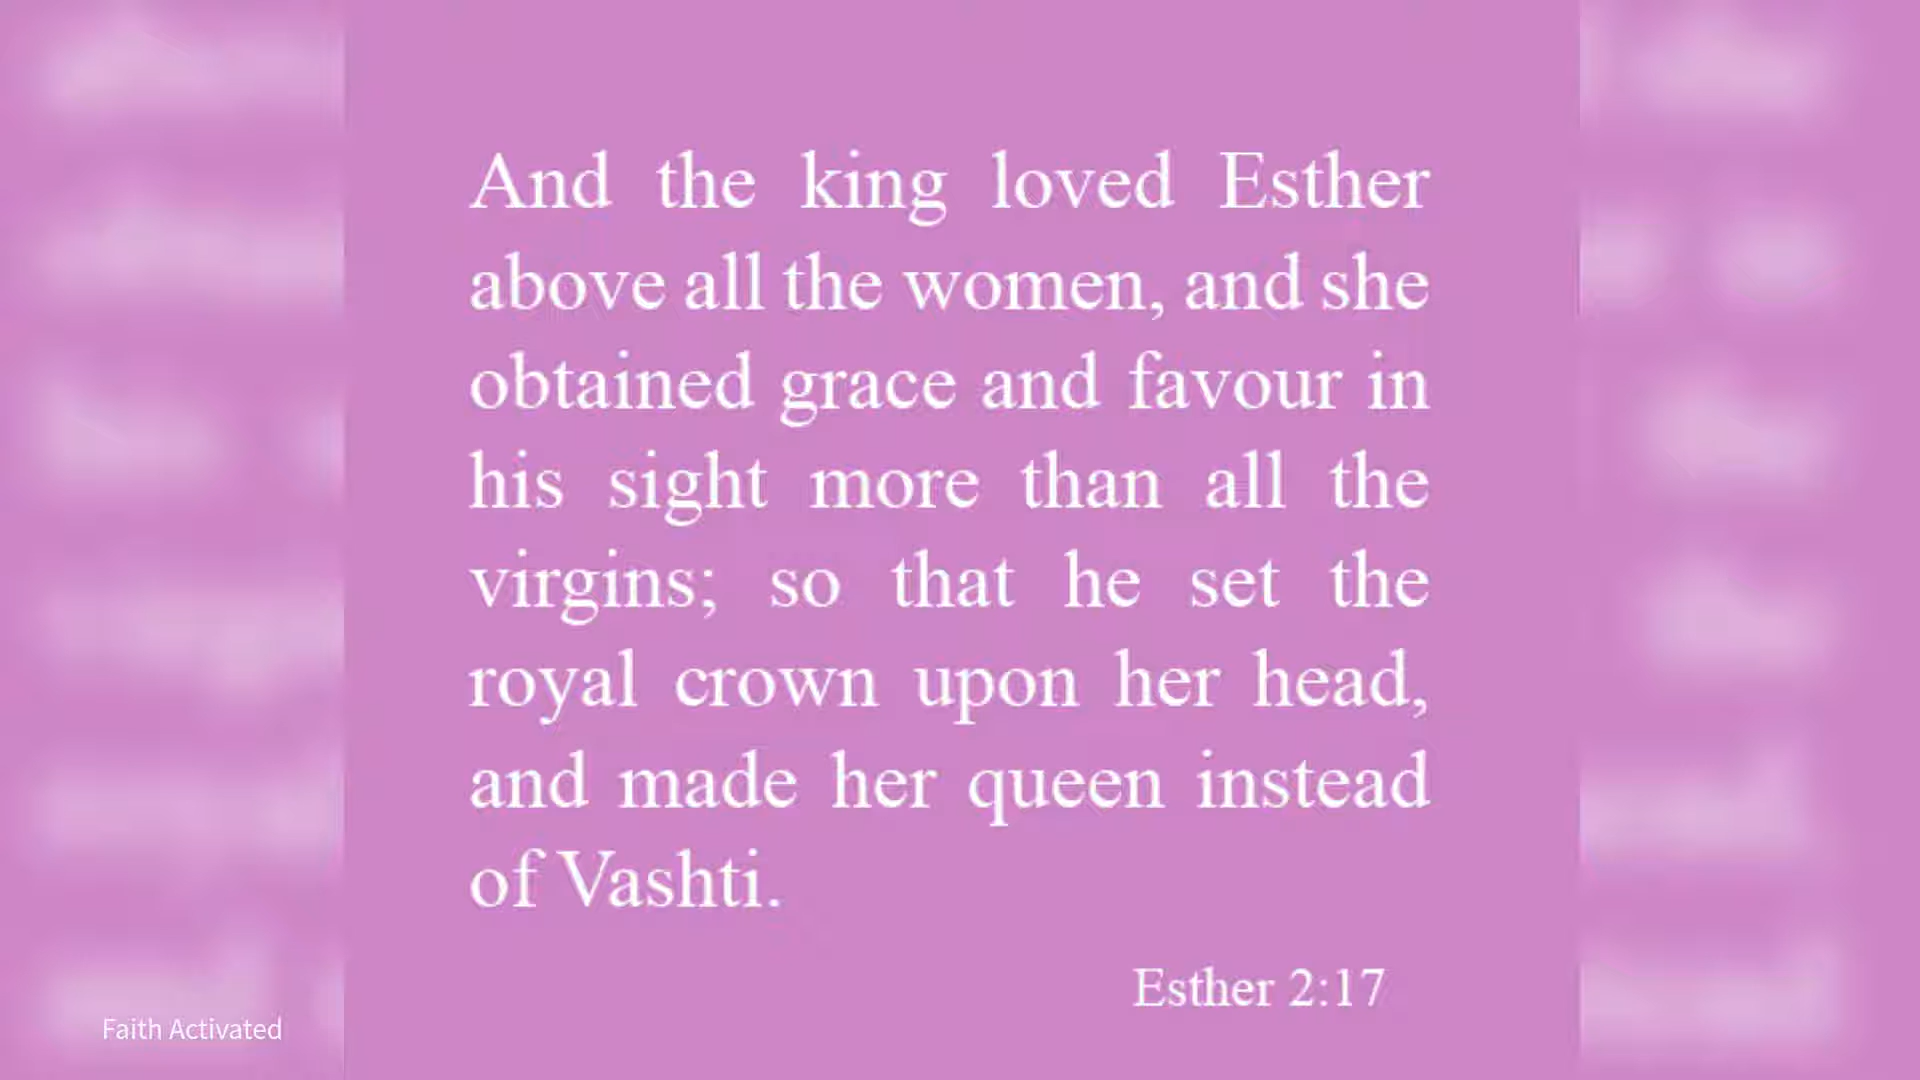 And the king loved Esther
above all the women, and she
obtained grace and favour in
his sight more than all the
virgins; so that he set the
royal crown upon her head,
and made her queen instead
of Vashti.
Esther 2:17
Faith Activated